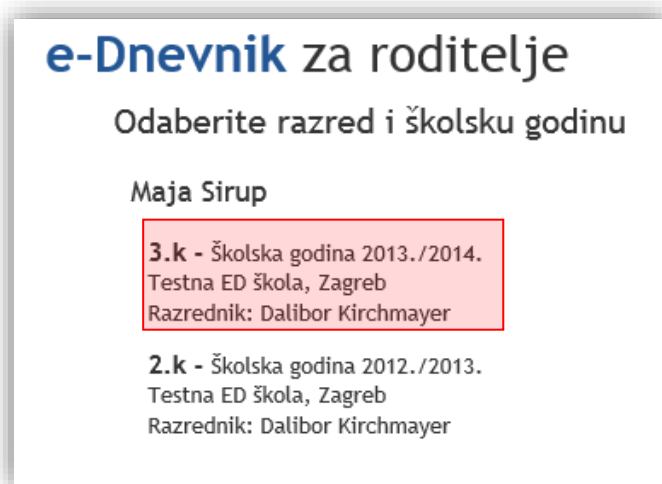 e-Dnevnik za roditelje
Odaberite razred i školsku godinu
Maja Sirup
3.k - Školska godina 2013./2014.
Testna ED škola, Zagreb
Razrednik: Dalibor Kirchmayer
2.k - Školska godina 2012./2013.
Testna ED škola, Zagreb
Razrednik: Dalibor Kirchmayer